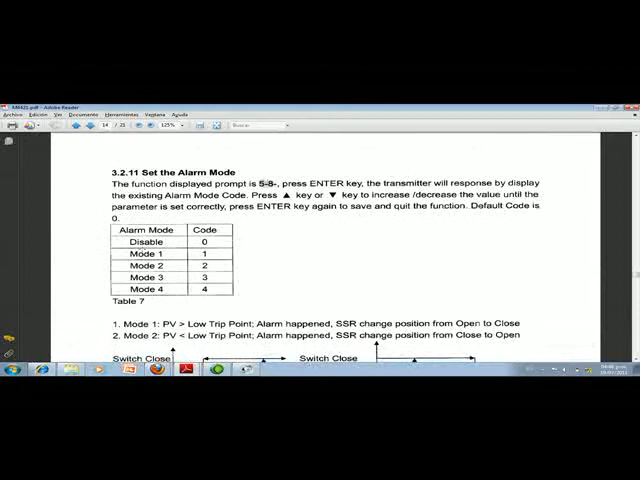 Adobe Reader
Archivo Edición Ver Documento Herramientas Ventana Ayuda
14 / 21 125% Buscar
3.2.11 Set the Alarm Mode
The function displayed prompt is 5-8-, press ENTER key, the transmitter will response by display
the existing Alarm Mode Code. Press ▲ key or ▼ key to increase /decrease the value until the
parameter is set correctly, press ENTER key again to save and quit the function. Default Code is
0.
Alarm Mode Code
Disable 0
Mode 1 1
Mode 2 2
Mode 3 3
Mode 4 4
Table 7
1. Mode 1: PV > Low Trip Point; Alarm happened, SSR change position from Open to Close
2. Mode 2: PV < Low Trip Point; Alarm happened, SSR change position from Close to Open
Switch Close Switch Close